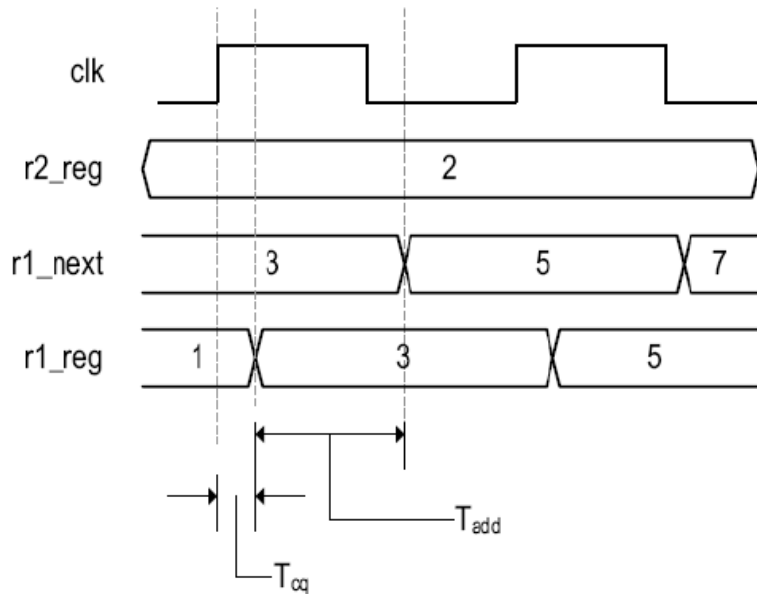 clk
r2_reg 2
r1_next 3 5 7
r1_reg 1 3 5
Tadd
Tcq